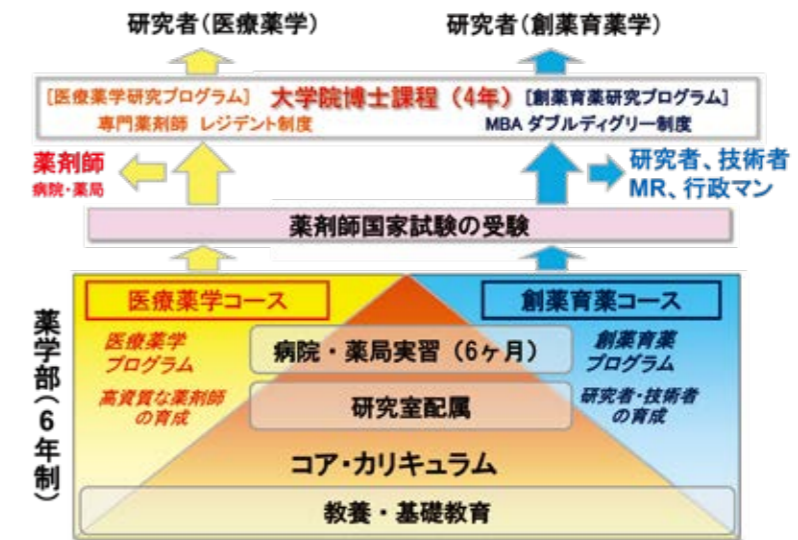 研究者（医療薬学） 研究者（創薬育薬学）
［医療薬学研究プログラム］ 大学院博士課程（4年） ［創薬育薬研究プログラム］
専門薬剤師 レジデント制度 MBA ダブルディグリー制度
薬剤師
病院・薬局
研究者、技術者
MR、行政マン
薬剤師国家試験の受験
薬学部（6年制）
医療薬学コース
創薬育薬コース
医療薬学
プログラム
高資質な薬剤師
の育成
病院・薬局実習（6ヶ月）
研究室配属
創薬育薬
プログラム
研究者・技術者
の育成
コア・カリキュラム
教養・基礎教育